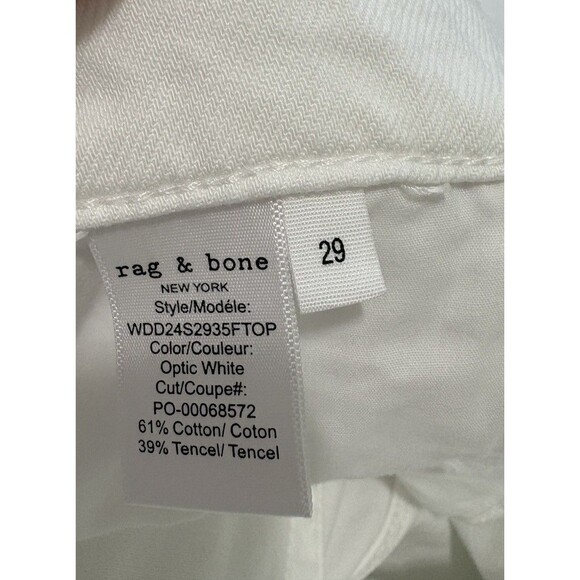 rag & bone
NEW YORK
Style/Modéle:
WDD24S2935FTOP
Color/Couleur:
Optic White
Cut/Coupe#:
PO-00068572
61% Cotton/ Coton
39% Tencel/ Tencel
29